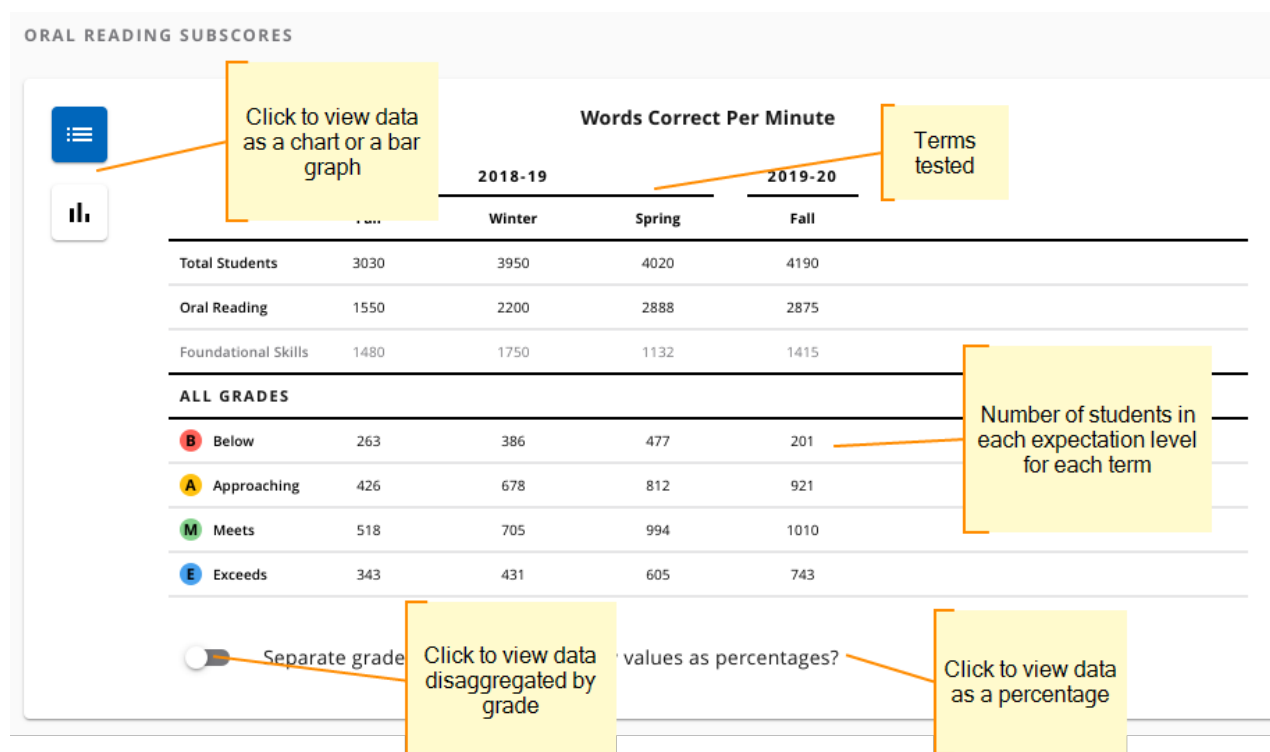 ORAL READING SUBSCORES
Click to view data
as a chart or a bar
graph
Words Correct Per Minute
Terms
tested
2018-19 2019-20
Winter Spring Fall
Total Students 3030 3950 4020 4190
Oral Reading 1550 2200 2888 2875
Foundational Skills 1480 1750 1132 1415
ALL GRADES
B Below 263 386 477 201
A Approaching 426 678 812 921
M Meets 518 705 994 1010
E Exceeds 343 431 605 743
Number of students in
each expectation level
for each term
Separate grade values as percentages?
Click to view data
disaggregated by
grade
Click to view data
as a percentage